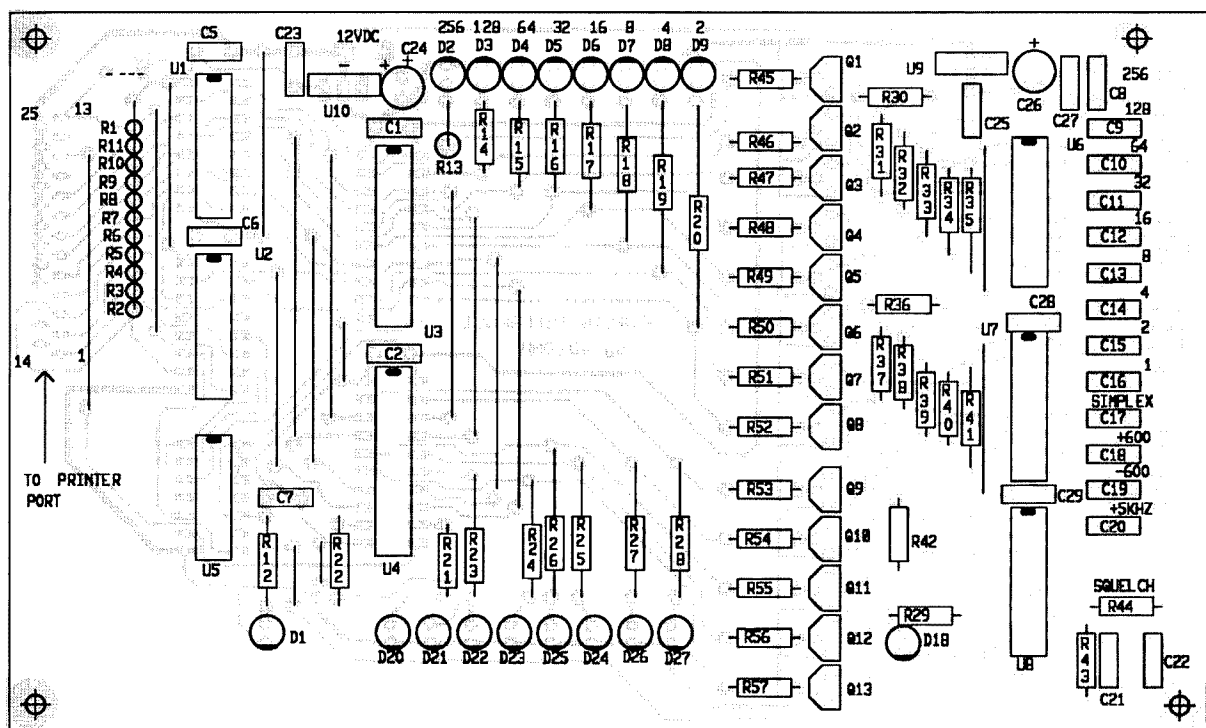 256 128 64 32 16 8 4 2
C5 C23 12VDC C24 D2 D3 D4 D5 D6 D7 D8 D9
- +
U1 U10 C1
25 13
R1
R11
R10
R9
R8
R7
R6
R5
R4
R3
R2
14 1
TO PRINTER
PORT
C6
U2
U3
C2
C7
U5 R12 R22 U4
D1
R13 R14 R15 R16 R17 R18 R19 R20
R21 R23 R24 R26 R25 R27 R28
D20 D21 D22 D23 D25 D24 D26 D27
R45 Q1
R46 Q2
R47 Q3
R48 Q4
R49 Q5
R50 Q6
R51 Q7
R52 Q8
R53 Q9
R54 Q10
R55 Q11
R56 Q12
R57 Q13
U9 + C26 C27 C8
R30 C25 U6
R31 R32 R33 R34 R35
R36 U7 C28
R37 R38 R39 R40 R41
C29
R42
R29
D18
U8
256
128
C9
64
C10
32
C11
16
C12
8
C13
4
C14
2
C15
1
C16
SIMPLEX
C17
+600
C18
-600
C19
+5KHZ
C20
SQUELCH
R44
R43 C21 C22